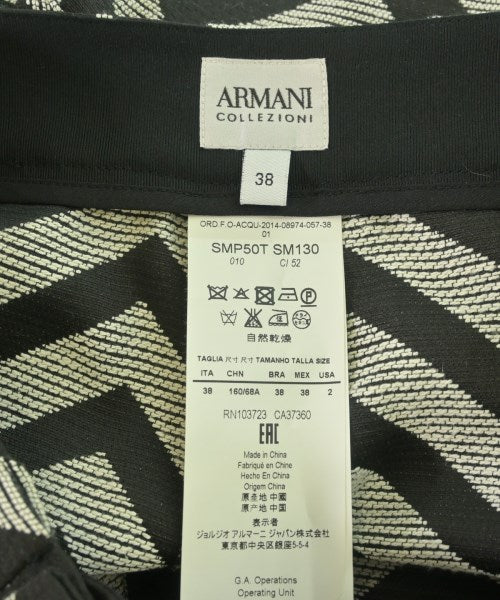 ARMANI
COLLEZIONI
38
ORD.F.O-ACQU-2014-08974-057-38
01
SMP50T SM130
010 C/ 52
自然乾燥
TAGLIA 尺寸 尺寸 TAMANHO TALLA SIZE
ITA CHN BRA MEX USA
38 160/68A 38 38 2
RN103723 CA37360
EAC
Made in China
Fabriqué en Chine
Hecho En China
Origem China
原產地 中國
原产地 中国
表示者
ジョルジオ アルマーニ ジャパン株式会社
東京都中央区銀座5-5-4
G.A. Operations
Operating Unit